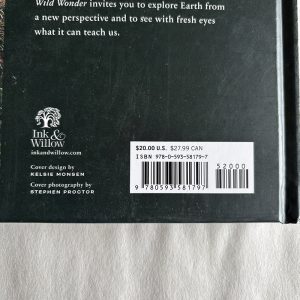 Wild Wonder invites you to explore Earth from
a new perspective and to see with fresh eyes
what it can teach us.
Ink &
Willow
inkandwillow.com
Cover design by
KELSIE MONSEN
Cover photography by
STEPHEN PROCTOR
$20.00 U.S. $27.99 CAN
ISBN 978-0-593-58179-7
52000
9 780593 581797